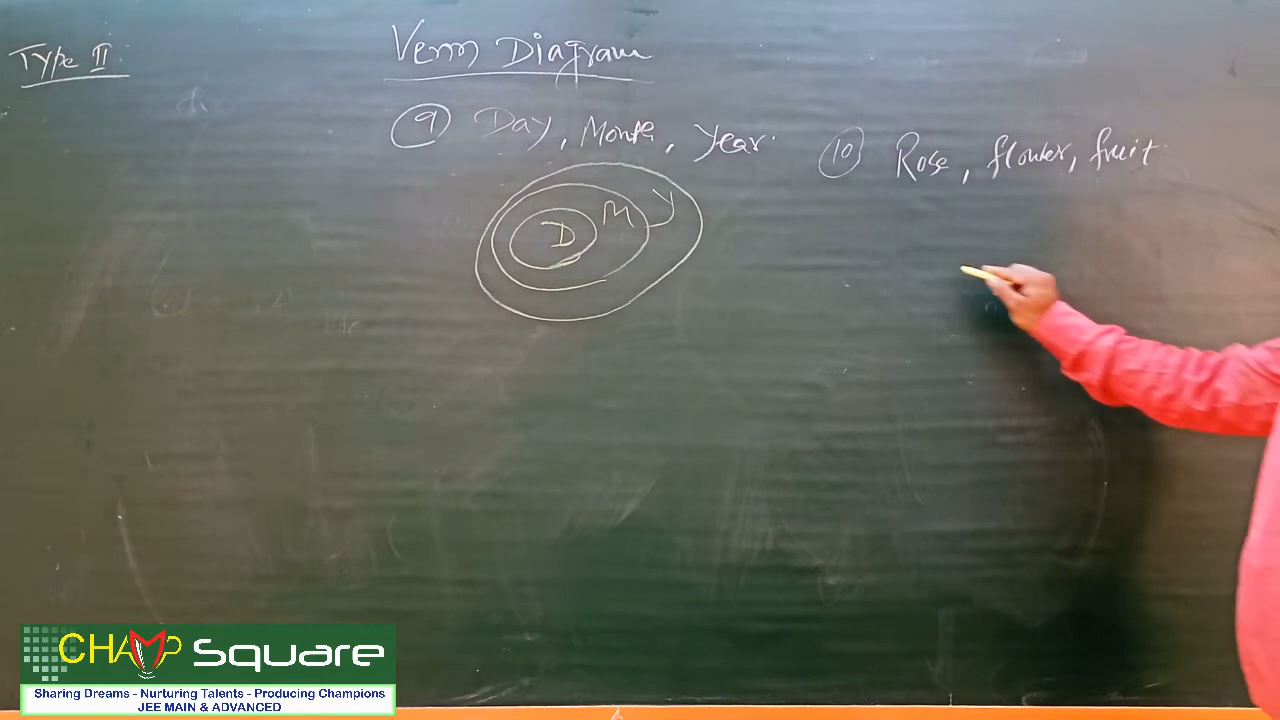 Type II
Venn Diagram
9 Day, Month, Year.
10 Rose, flower, fruit
D M Y
CHAMP Square
Sharing Dreams - Nurturing Talents - Producing Champions
JEE MAIN & ADVANCED